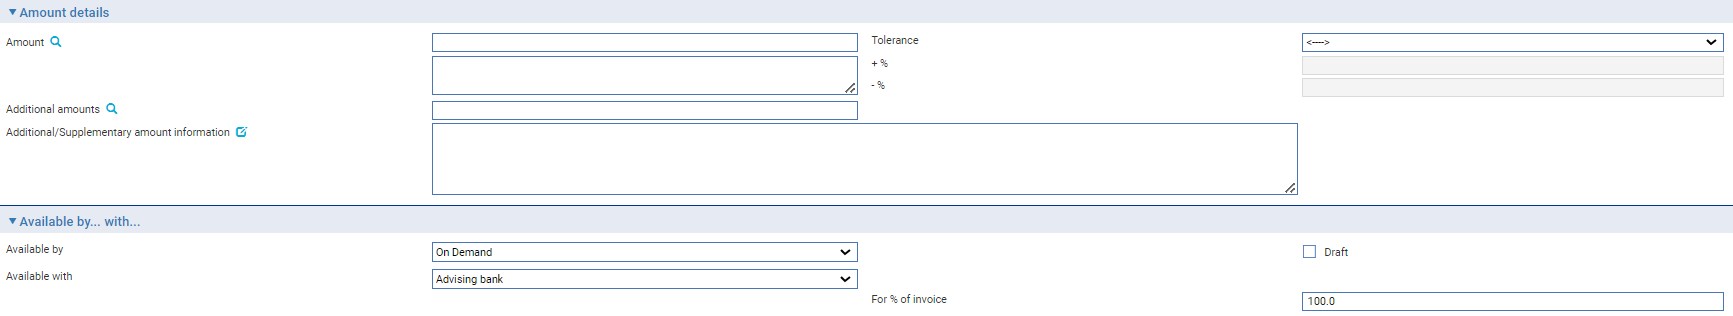 Amount details
Amount
Tolerance
<---->
+ %
- %
Additional amounts
Additional/Supplementary amount information
Available by... with...
Available by
On Demand
Draft
Available with
Advising bank
For % of invoice
100.0